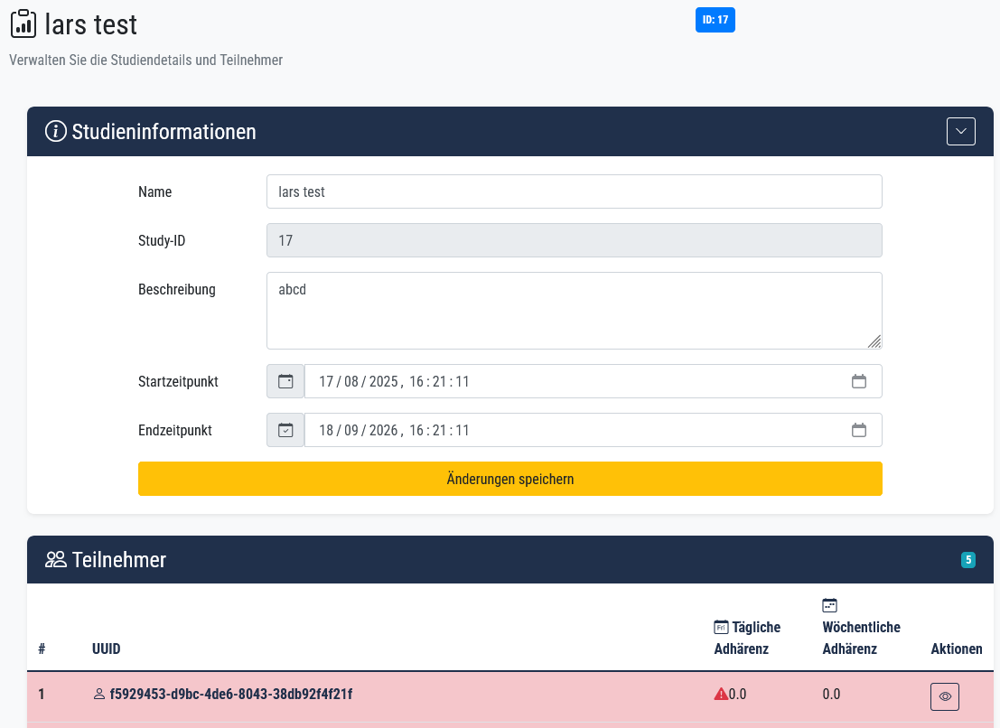 lars test
ID: 17
Verwalten Sie die Studiendetails und Teilnehmer
Studieninformationen
Name
lars test
Study-ID
17
Beschreibung
abcd
Startzeitpunkt
17/08/2025, 16:21:11
Endzeitpunkt
18/09/2026, 16:21:11
Änderungen speichern
Teilnehmer
5
# UUID Fri Tägliche Adhärenz Wöchentliche Adhärenz Aktionen
1 f5929453-d9bc-4de6-8043-38db92f4f21f 0.0 0.0